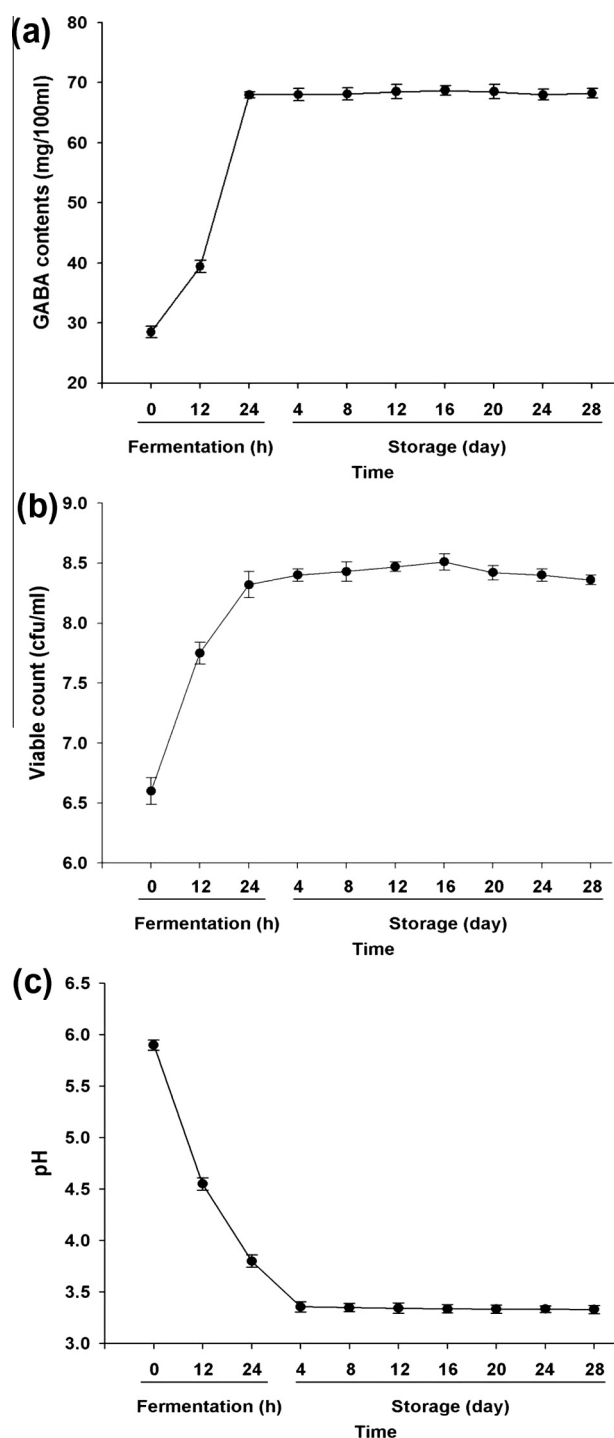 (a)
GABA contents (mg/100ml)
80
70
60
50
40
30
20
0 12 24 4 8 12 16 20 24 28
Fermentation (h) Storage (day)
Time
(b)
Viable count (cfu/ml)
9.0
8.5
8.0
7.5
7.0
6.5
6.0
0 12 24 4 8 12 16 20 24 28
Fermentation (h) Storage (day)
Time
(c)
pH
6.5
6.0
5.5
5.0
4.5
4.0
3.5
3.0
0 12 24 4 8 12 16 20 24 28
Fermentation (h) Storage (day)
Time